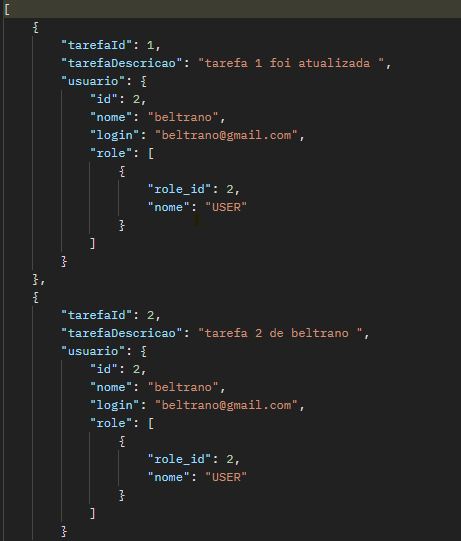 [
{
"tarefaId": 1,
"tarefaDescricao": "tarefa 1 foi atualizada ",
"usuario": {
"id": 2,
"nome": "beltrano",
"login": "beltrano@gmail.com",
"role": [
{
"role_id": 2,
"nome": "USER"
}
]
}
},
{
"tarefaId": 2,
"tarefaDescricao": "tarefa 2 de beltrano ",
"usuario": {
"id": 2,
"nome": "beltrano",
"login": "beltrano@gmail.com",
"role": [
{
"role_id": 2,
"nome": "USER"
}
]
}